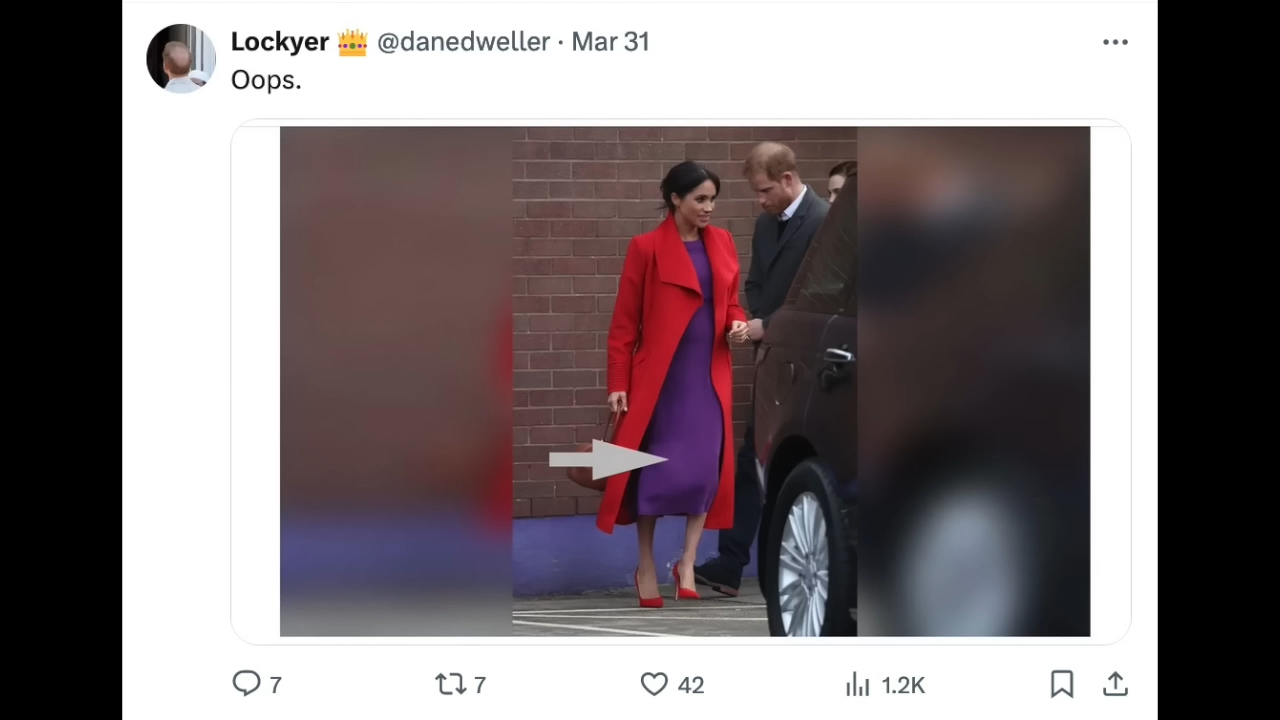 Lockyer 👑 @danedweller · Mar 31
Oops.
7 7 42 1.2K